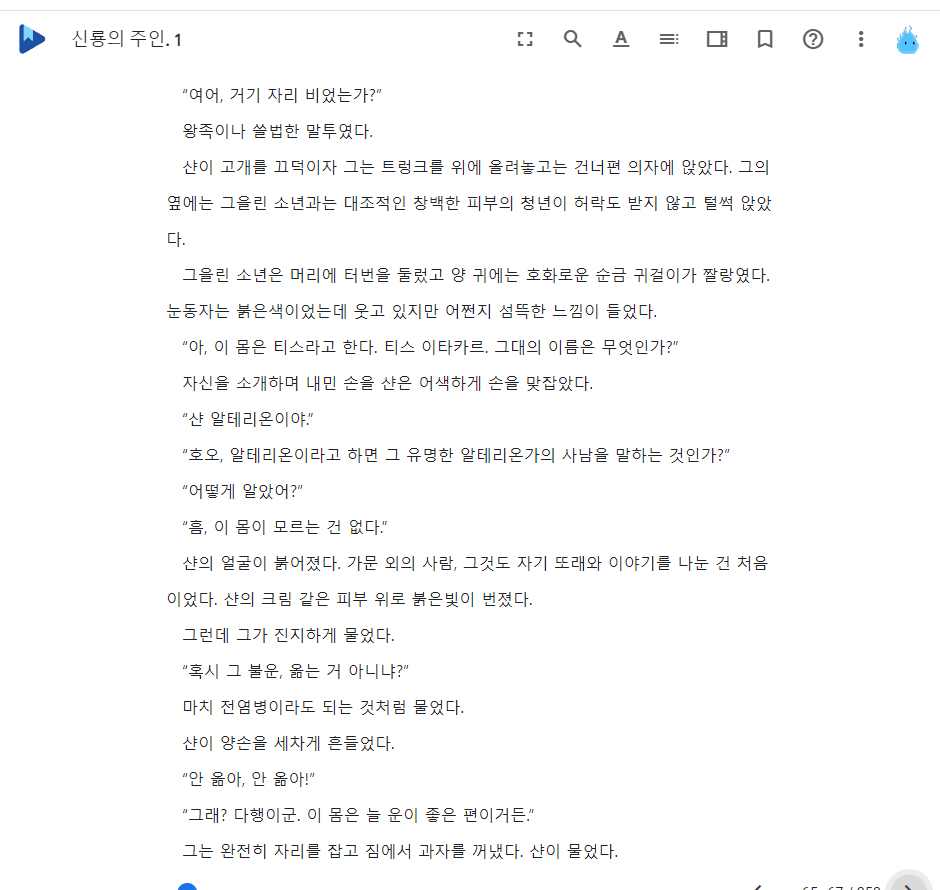 신룡의 주인. 1
“여어, 거기 자리 비었는가?”
왕족이나 쓸법한 말투였다.
샨이 고개를 끄덕이자 그는 트렁크를 위에 올려놓고는 건너편 의자에 앉았다. 그의
옆에는 그을린 소년과는 대조적인 창백한 피부의 청년이 허락도 받지 않고 털썩 앉았
다.
그을린 소년은 머리에 터번을 둘렀고 양 귀에는 호화로운 순금 귀걸이가 짤랑였다.
눈동자는 붉은색이었는데 웃고 있지만 어쩐지 섬뜩한 느낌이 들었다.
“아, 이 몸은 티스라고 한다. 티스 이타카르. 그대의 이름은 무엇인가?”
자신을 소개하며 내민 손을 샨은 어색하게 손을 맞잡았다.
“샨 알테리온이야.”
“호오, 알테리온이라고 하면 그 유명한 알테리온가의 사남을 말하는 것인가?”
“어떻게 알았어?”
“흠, 이 몸이 모르는 건 없다.”
샨의 얼굴이 붉어졌다. 가문 외의 사람, 그것도 자기 또래와 이야기를 나눈 건 처음
이었다. 샨의 크림 같은 피부 위로 붉은빛이 번졌다.
그런데 그가 진지하게 물었다.
“혹시 그 불운, 옮는 거 아니냐?”
마치 전염병이라도 되는 것처럼 물었다.
샨이 양손을 세차게 흔들었다.
“안 옮아, 안 옮아!”
“그래? 다행이군. 이 몸은 늘 운이 좋은 편이거든.”
그는 완전히 자리를 잡고 짐에서 과자를 꺼냈다. 샨이 물었다.